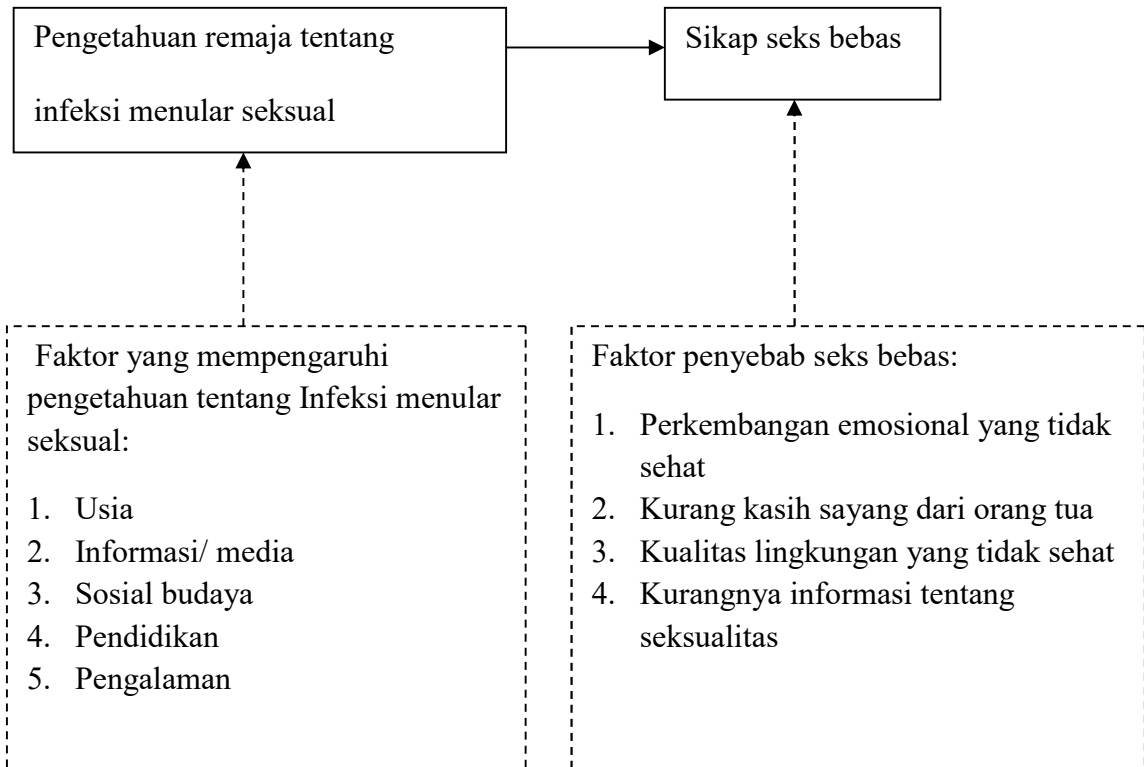 Pengetahuan remaja tentang
infeksi menular seksual
Sikap seks bebas
Faktor yang mempengaruhi
pengetahuan tentang Infeksi menular
seksual:
1. Usia
2. Informasi/ media
3. Sosial budaya
4. Pendidikan
5. Pengalaman
Faktor penyebab seks bebas:
1. Perkembangan emosional yang tidak
sehat
2. Kurang kasih sayang dari orang tua
3. Kualitas lingkungan yang tidak sehat
4. Kurangnya informasi tentang
seksualitas